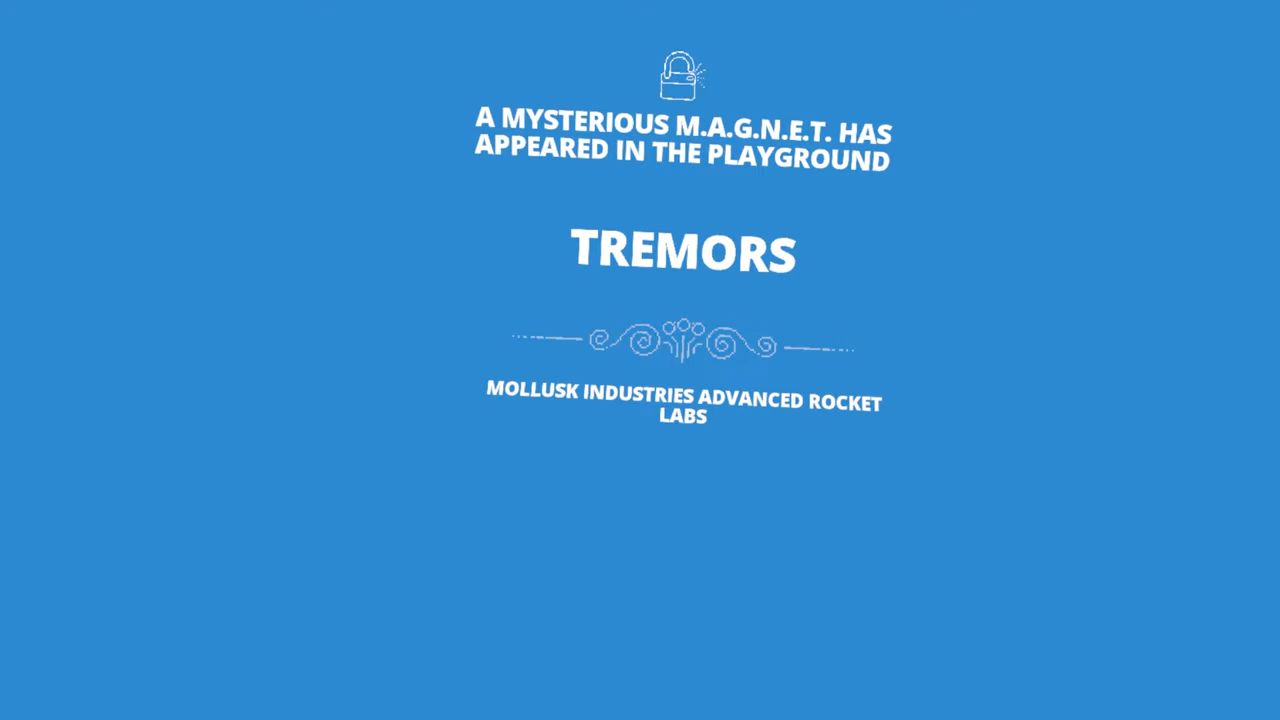 A MYSTERIOUS M.A.G.N.E.T. HAS
APPEARED IN THE PLAYGROUND
TREMORS
MOLLUSK INDUSTRIES ADVANCED ROCKET
LABS